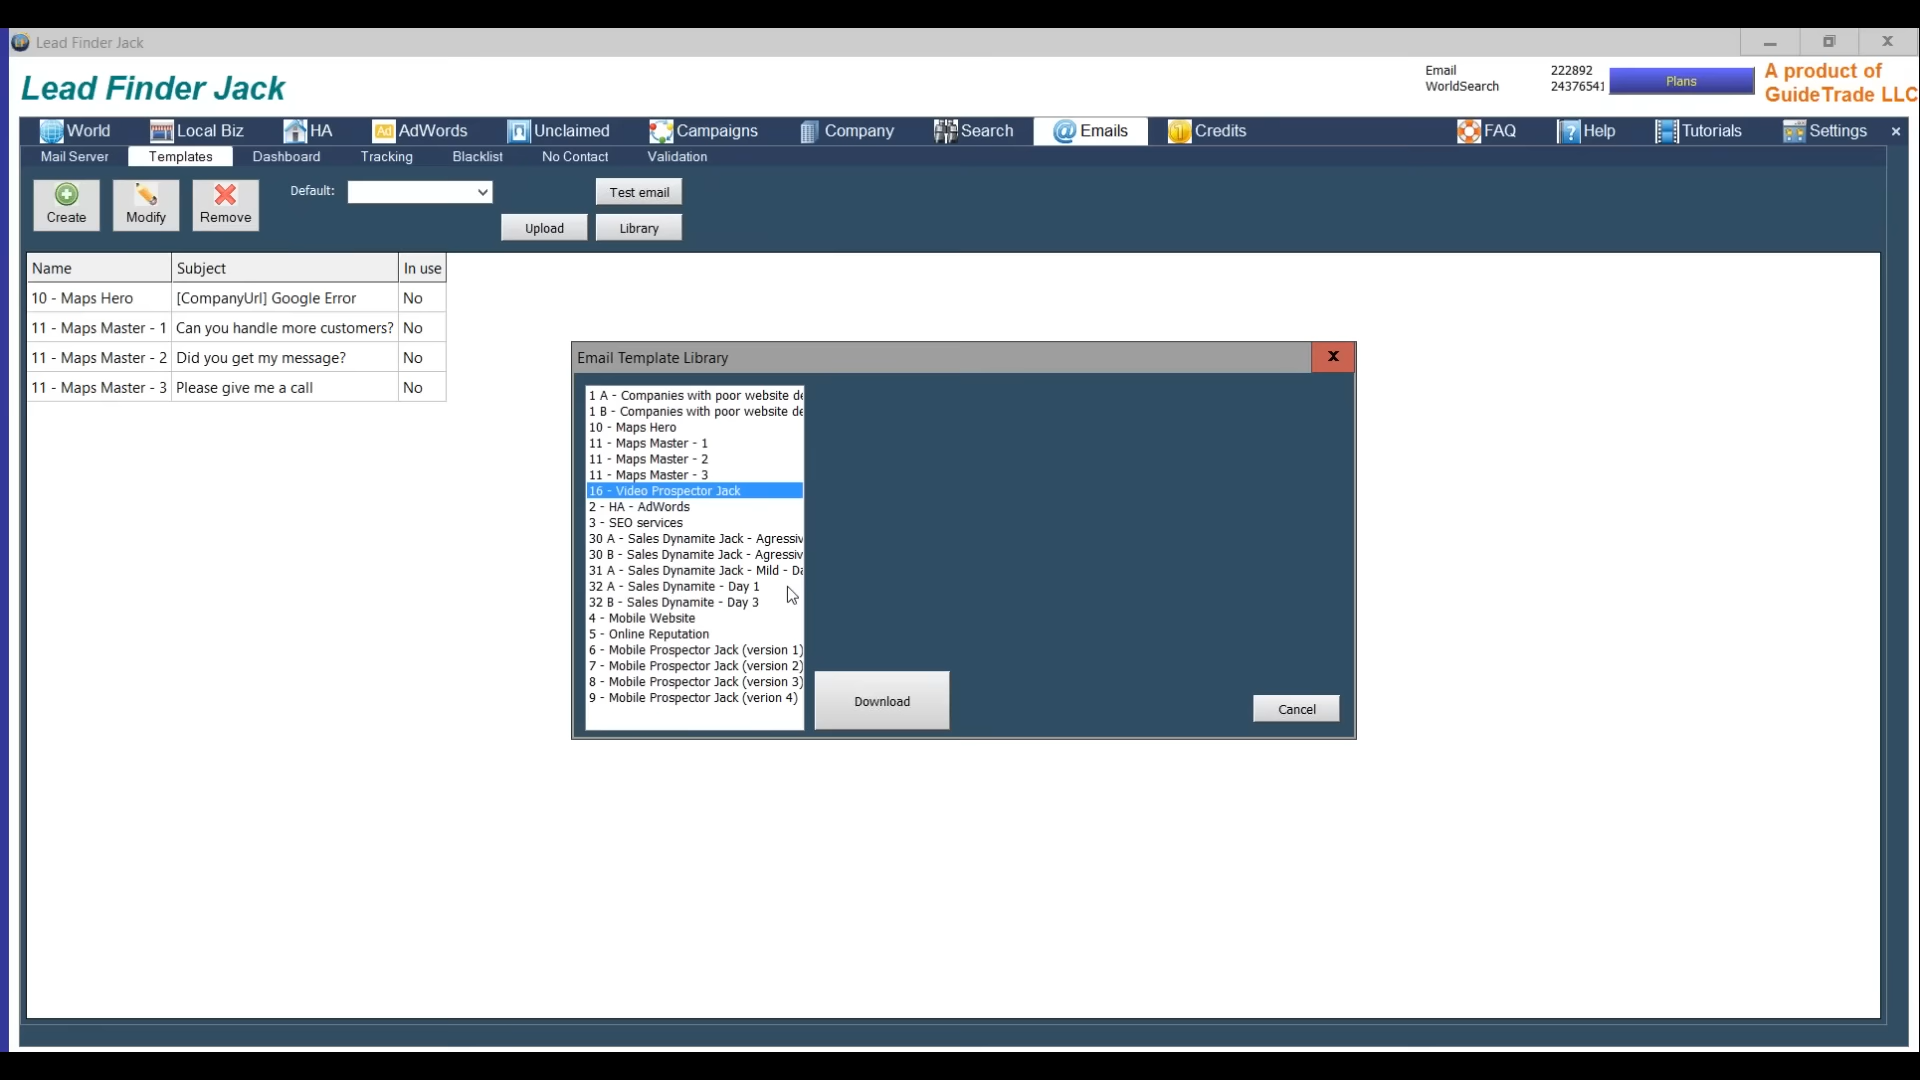 Lead Finder Jack
Lead Finder Jack
Email 222892
WorldSearch 24376541
Plans
A product of
GuideTrade LLC
World Local Biz HA AdWords Unclaimed Campaigns Company Search Emails Credits FAQ Help Tutorials Settings
Mail Server Templates Dashboard Tracking Blacklist No Contact Validation
Create Modify Remove Default: Test email
Upload Library
Name Subject In use
10 - Maps Hero [CompanyUrl] Google Error No
11 - Maps Master - 1 Can you handle more customers? No
11 - Maps Master - 2 Did you get my message? No
11 - Maps Master - 3 Please give me a call No
Email Template Library
1 A - Companies with poor website de
1 B - Companies with poor website de
10 - Maps Hero
11 - Maps Master - 1
11 - Maps Master - 2
11 - Maps Master - 3
16 - Video Prospector Jack
2 - HA - AdWords
3 - SEO services
30 A - Sales Dynamite Jack - Agressiv
30 B - Sales Dynamite Jack - Agressiv
31 A - Sales Dynamite Jack - Mild - Da
32 A - Sales Dynamite - Day 1
32 B - Sales Dynamite - Day 3
4 - Mobile Website
5 - Online Reputation
6 - Mobile Prospector Jack (version 1)
7 - Mobile Prospector Jack (version 2)
8 - Mobile Prospector Jack (version 3)
9 - Mobile Prospector Jack (verion 4)
Download
Cancel